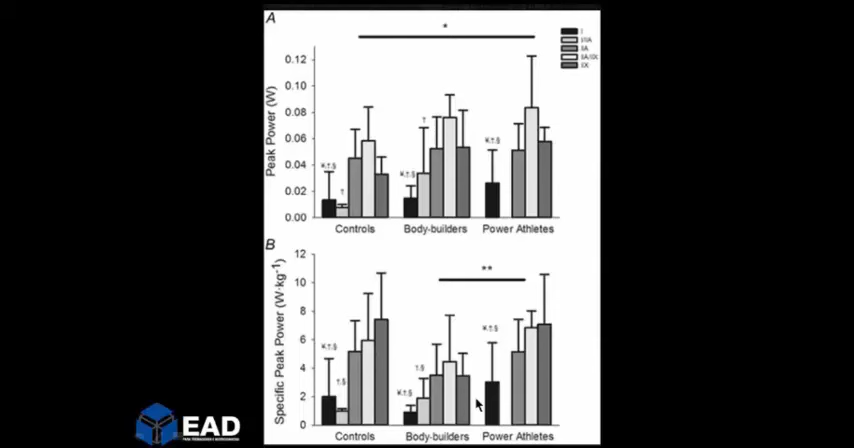 A
*
I
I/IIA
IIA
IIA/IIX
IIX
Peak Power (W)
0.12
0.10
0.08
0.06
0.04
0.02
0.00
¥,†,§
†
¥,†,§
†
¥,†,§
Controls Body-builders Power Athletes
B
**
Specific Peak Power (W·kg⁻¹)
12
10
8
6
4
2
0
¥,†,§
†,§
¥,†,§
†,§
¥,†,§
Controls Body-builders Power Athletes
EAD